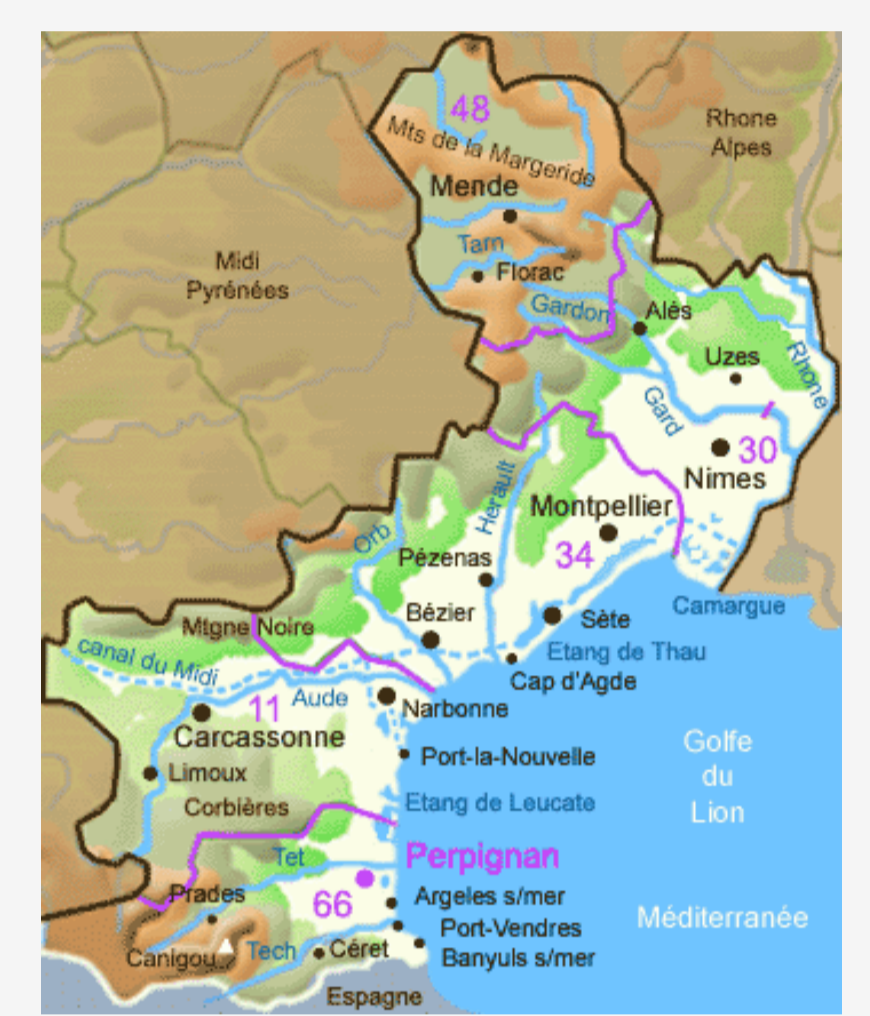 48
Mts de la Margeride
Rhone
Alpes
Mende
Tarn
Midi
Pyrénées
Florac
Gardon
Alés
Uzes
Rhone
Gard
30
Nimes
Herault
Montpellier
Orb
34
Pézenas
Camargue
Bézier
Sète
Mtgne Noire
Etang de Thau
canal du Midi
Cap d'Agde
11
Aude
Narbonne
Carcassonne
Golfe
du
Lion
Port-la-Nouvelle
Limoux
Corbières
Etang de Leucate
Tet
Perpignan
Prades
66
Argeles s/mer
Port-Vendres
Méditerranée
Canigou
Tech
Céret
Banyuls s/mer
Espagne